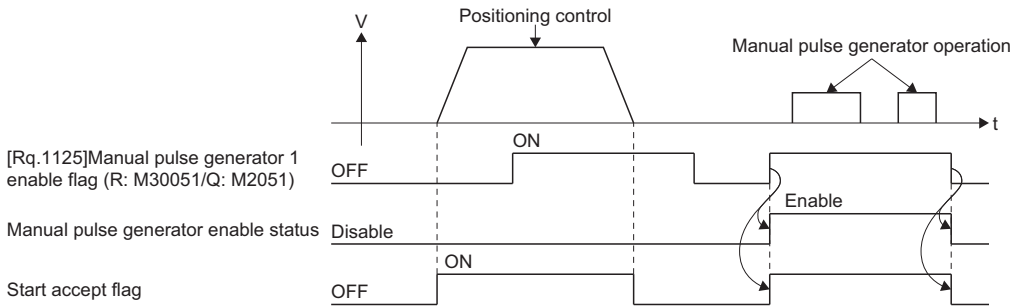 V
Positioning control
Manual pulse generator operation
t
ON
[Rq.1125]Manual pulse generator 1
enable flag (R: M30051/Q: M2051)
OFF
Enable
Manual pulse generator enable status
Disable
ON
Start accept flag
OFF